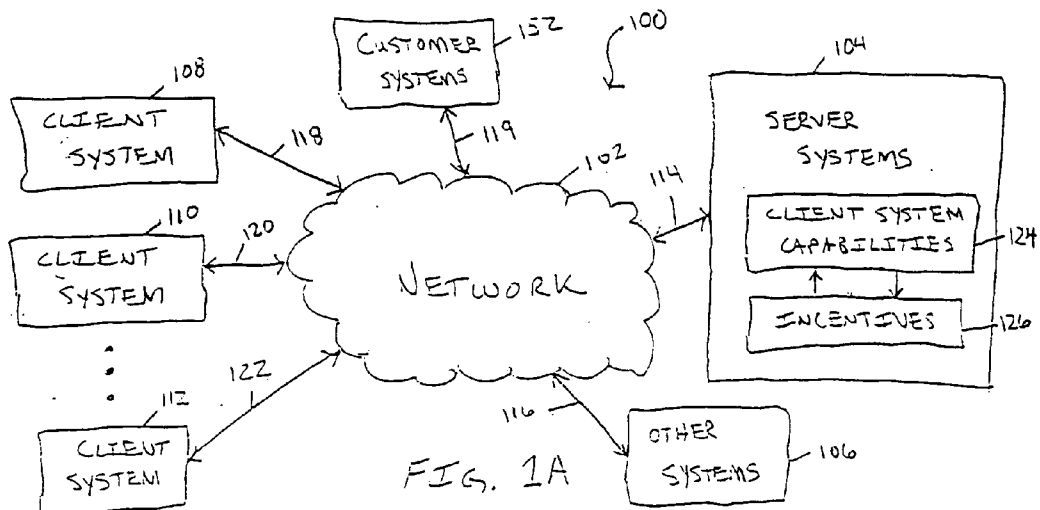 CUSTOMER
SYSTEMS
152
100
108
CLIENT
SYSTEM
118
119
102
114
104
SERVER
SYSTEMS
CLIENT SYSTEM
CAPABILITIES
124
INCENTIVES
126
110
CLIENT
SYSTEM
120
NETWORK
112
CLIENT
SYSTEM
122
116
OTHER
SYSTEMS
106
FIG. 1A